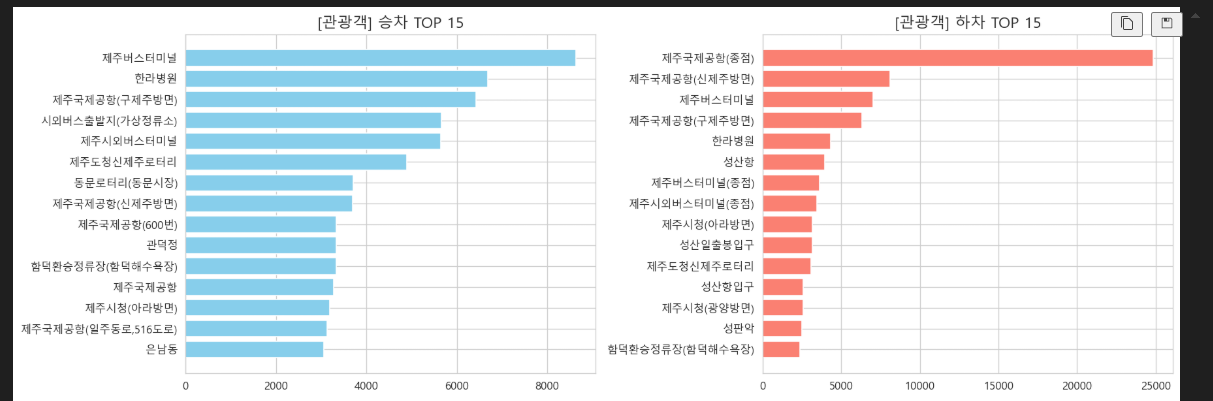 [관광객] 승차 TOP 15
제주버스터미널
한라병원
제주국제공항(구제주방면)
시외버스출발지(가상정류소)
제주시외버스터미널
제주도청신제주로터리
동문로터리(동문시장)
제주국제공항(신제주방면)
제주국제공항(600번)
관덕정
함덕환승정류장(함덕해수욕장)
제주국제공항
제주시청(아라방면)
제주국제공항(일주동로,516도로)
은남동
0 2000 4000 6000 8000
[관광객] 하차 TOP 15
제주국제공항(종점)
제주국제공항(신제주방면)
제주버스터미널
제주국제공항(구제주방면)
한라병원
성산항
제주버스터미널(종점)
제주시외버스터미널(종점)
제주시청(아라방면)
성산일출봉입구
제주도청신제주로터리
성산항입구
제주시청(광양방면)
성판악
함덕환승정류장(함덕해수욕장)
0 5000 10000 15000 20000 25000